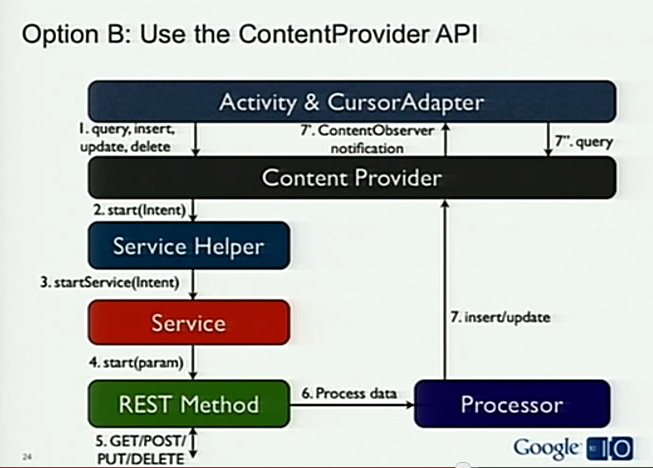 Option B: Use the ContentProvider API
Activity & CursorAdapter
1. query, insert,
update, delete
7'. ContentObserver
notification
7''. query
Content Provider
2. start(Intent)
Service Helper
3. startService(Intent)
Service
7. insert/update
4. start(param)
REST Method
6. Process data
Processor
5. GET/POST/
PUT/DELETE
24
Google IO